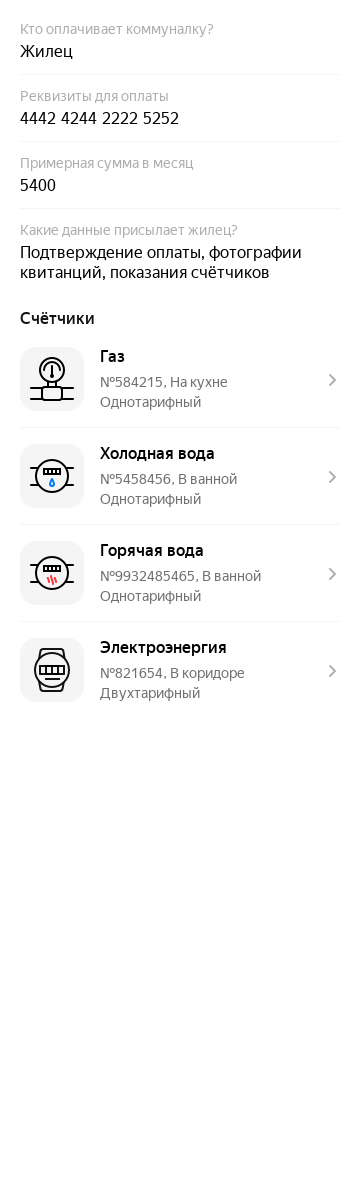 Кто оплачивает коммуналку?
Жилец
Реквизиты для оплаты
4442 4244 2222 5252
Примерная сумма в месяц
5400
Какие данные присылает жилец?
Подтверждение оплаты, фотографии
квитанций, показания счётчиков
Счётчики
Газ
№584215, На кухне
Однотарифный
Холодная вода
№5458456, В ванной
Однотарифный
Горячая вода
№9932485465, В ванной
Однотарифный
Электроэнергия
№821654, В коридоре
Двухтарифный